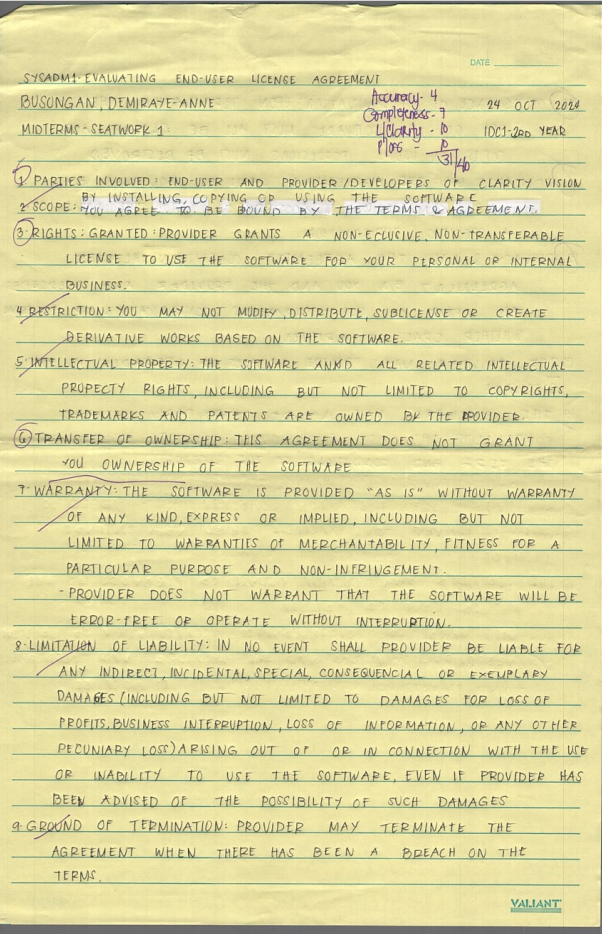 DATE
SYSADM1-EVALUATING END-USER LICENSE AGREEMENT
BUSONGAN, DEMIRAYE-ANNE
24 OCT 2024
MIDTERMS-SEATWORK 1:
IDC1-2RD YEAR
Accuracy- 4
Completeness- 7
Clarity - 10
- 10
31/40
1 PARTIES INVOLVED: END-USER AND PROVIDER/DEVELOPERS OF CLARITY VISION
2 SCOPE: BY INSTALLING, COPYING OR USING THE SOFTWARE
YOU AGREE TO BE BOUND BY THE TERMS & AGREEMENT.
3 RIGHTS: GRANTED: PROVIDER GRANTS A NON-ECLUSIVE, NON-TRANSFERABLE
LICENSE TO USE THE SOFTWARE FOR YOUR PERSONAL OR INTERNAL
BUSINESS.
4 RESTRICTION: YOU MAY NOT MODIFY, DISTRIBUTE, SUBLICENSE OR CREATE
DERIVATIVE WORKS BASED ON THE SOFTWARE.
5 INTELLECTUAL PROPERTY: THE SOFTWARE AND ALL RELATED INTELLECTUAL
PROPECTY RIGHTS, INCLUDING BUT NOT LIMITED TO COPYRIGHTS,
TRADEMARKS AND PATENTS ARE OWNED BY THE PROVIDER.
6 TRANSFER OF OWNERSHIP: THIS AGREEMENT DOES NOT GRANT
YOU OWNERSHIP OF THE SOFTWARE
7-WARRANTY: THE SOFTWARE IS PROVIDED "AS IS" WITHOUT WARRANTY
OF ANY KIND, EXPRESS OR IMPLIED, INCLUDING BUT NOT
LIMITED TO WARRANTIES OF MERCHANTABILITY, FITNESS FOR A
PARTICULAR PURPOSE AND NON-INFRINGEMENT.
- PROVIDER DOES NOT WARRANT THAT THE SOFTWARE WILL BE
ERROR-FREE OR OPERATE WITHOUT INTERRUPTION.
8-LIMITATION OF LIABILITY: IN NO EVENT SHALL PROVIDER BE LIABLE FOR
ANY INDIRECT, INCIDENTAL, SPECIAL, CONSEQUENCIAL OR EXEMPLARY
DAMAGES (INCLUDING BUT NOT LIMITED TO DAMAGES FOR LOSS OF
PROFITS, BUSINESS INTERRUPTION, LOSS OF INFORMATION, OR ANY OTHER
PECUNIARY LOSS) ARISING OUT OF OR IN CONNECTION WITH THE USE
OR INABILITY TO USE THE SOFTWARE, EVEN IF PROVIDER HAS
BEEN ADVISED OF THE POSSIBILITY OF SUCH DAMAGES
9-GROUND OF TERMINATION: PROVIDER MAY TERMINATE THE
AGREEMENT WHEN THERE HAS BEEN A BREACH ON THE
TERMS.
VALIANT